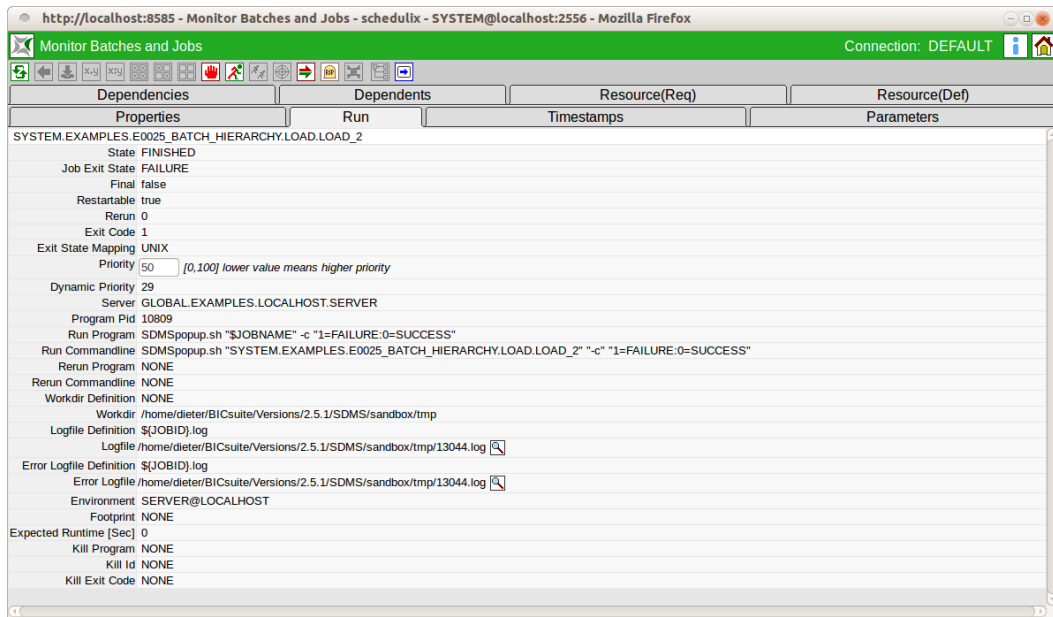 http://localhost:8585 - Monitor Batches and Jobs - schedulix - SYSTEM@localhost:2556 - Mozilla Firefox
Monitor Batches and Jobs Connection: DEFAULT
Dependencies Dependents Resource(Req) Resource(Def)
Properties Run Timestamps Parameters
SYSTEM.EXAMPLES.E0025_BATCH_HIERARCHY.LOAD.LOAD_2
State FINISHED
Job Exit State FAILURE
Final false
Restartable true
Rerun 0
Exit Code 1
Exit State Mapping UNIX
Priority 50 [0,100] lower value means higher priority
Dynamic Priority 29
Server GLOBAL.EXAMPLES.LOCALHOST.SERVER
Program Pid 10809
Run Program SDMSpopup.sh "$JOBNAME" -c "1=FAILURE:0=SUCCESS"
Run Commandline SDMSpopup.sh "SYSTEM.EXAMPLES.E0025_BATCH_HIERARCHY.LOAD.LOAD_2" "-c" "1=FAILURE:0=SUCCESS"
Rerun Program NONE
Rerun Commandline NONE
Workdir Definition NONE
Workdir /home/dieter/BICsuite/Versions/2.5.1/SDMS/sandbox/tmp
Logfile Definition ${JOBID}.log
Logfile /home/dieter/BICsuite/Versions/2.5.1/SDMS/sandbox/tmp/13044.log
Error Logfile Definition ${JOBID}.log
Error Logfile /home/dieter/BICsuite/Versions/2.5.1/SDMS/sandbox/tmp/13044.log
Environment SERVER@LOCALHOST
Footprint NONE
Expected Runtime [Sec] 0
Kill Program NONE
Kill Id NONE
Kill Exit Code NONE